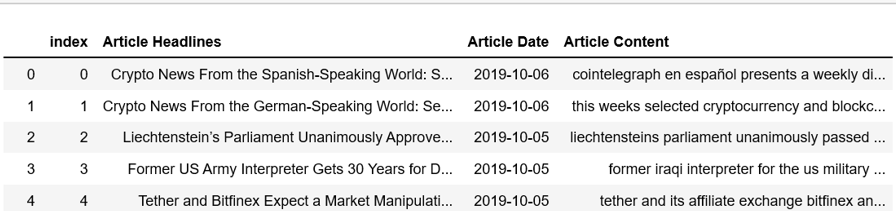 index Article Headlines Article Date Article Content
0 0 Crypto News From the Spanish-Speaking World: S... 2019-10-06 cointelegraph en español presents a weekly di...
1 1 Crypto News From the German-Speaking World: Se... 2019-10-06 this weeks selected cryptocurrency and blockc...
2 2 Liechtenstein’s Parliament Unanimously Approve... 2019-10-05 liechtensteins parliament unanimously passed ...
3 3 Former US Army Interpreter Gets 30 Years for D... 2019-10-05 former iraqi interpreter for the us military ...
4 4 Tether and Bitfinex Expect a Market Manipulati... 2019-10-05 tether and its affiliate exchange bitfinex an...